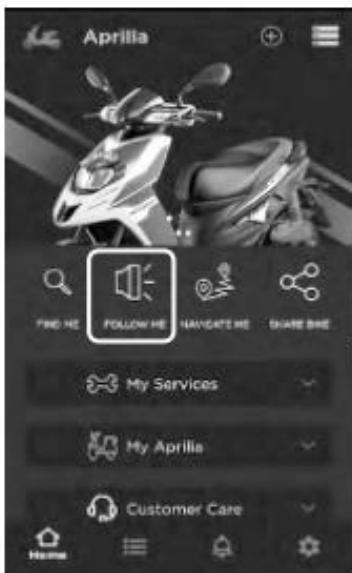 Aprilia
FIND ME FOLLOW ME NAVIGATE ME SHARE BIKE
My Services
My Aprilia
Customer Care
Home